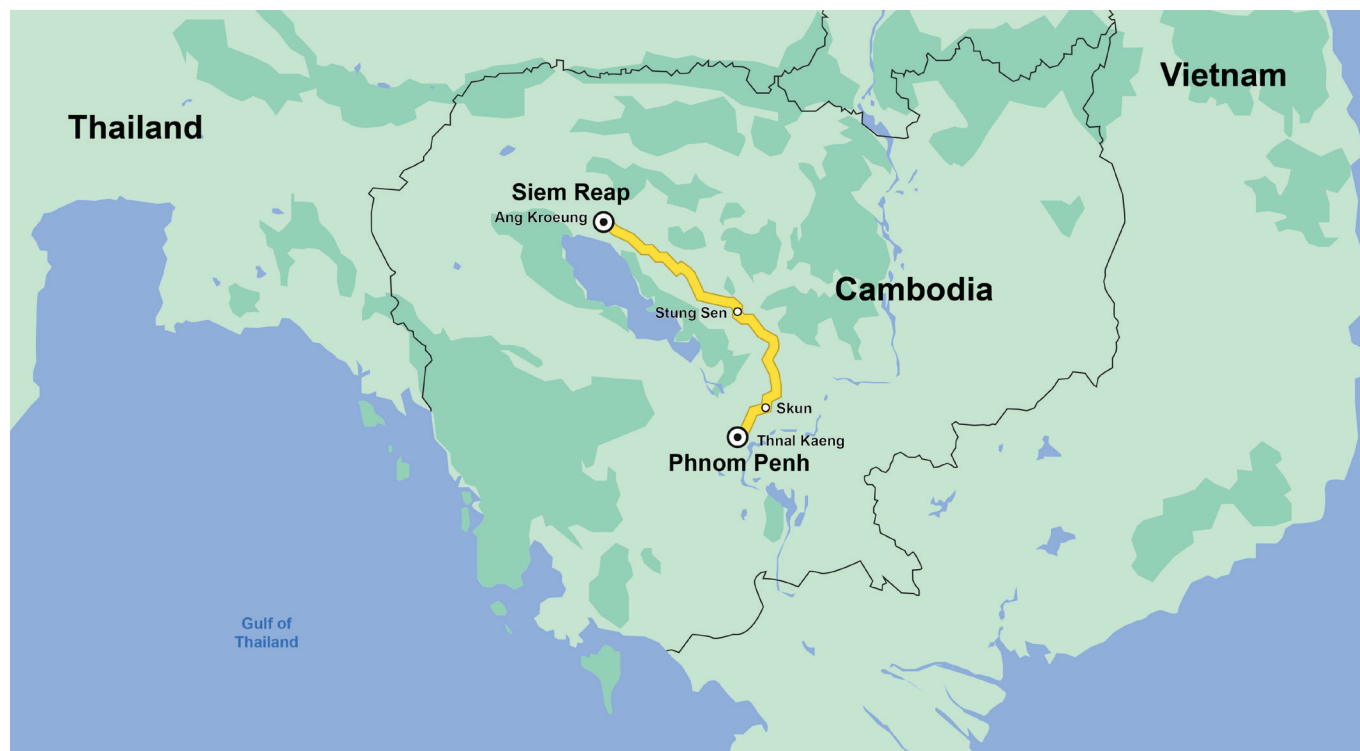 Vietnam
Thailand
Siem Reap
Ang Kroeung
Cambodia
Stung Sen
Skun
Thnal Kaeng
Phnom Penh
Gulf of
Thailand